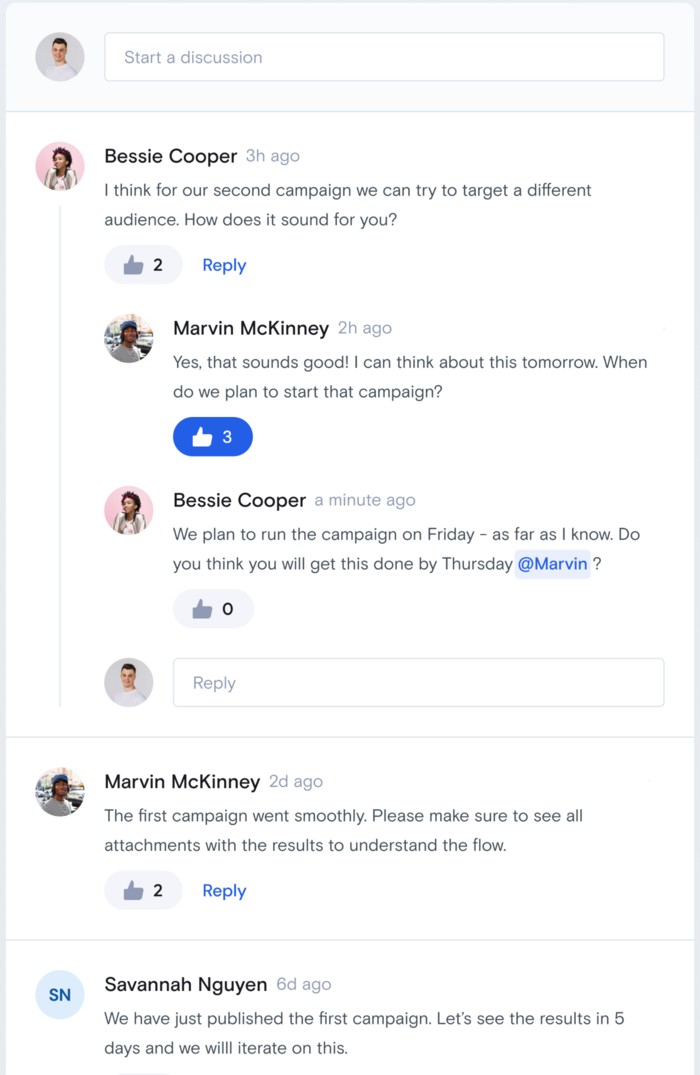 Start a discussion
Bessie Cooper 3h ago
I think for our second campaign we can try to target a different
audience. How does it sound for you?
2 Reply
Marvin McKinney 2h ago
Yes, that sounds good! I can think about this tomorrow. When
do we plan to start that campaign?
3
Bessie Cooper a minute ago
We plan to run the campaign on Friday - as far as I know. Do
you think you will get this done by Thursday @Marvin ?
0
Reply
Marvin McKinney 2d ago
The first campaign went smoothly. Please make sure to see all
attachments with the results to understand the flow.
2 Reply
SN
Savannah Nguyen 6d ago
We have just published the first campaign. Let's see the results in 5
days and we willl iterate on this.